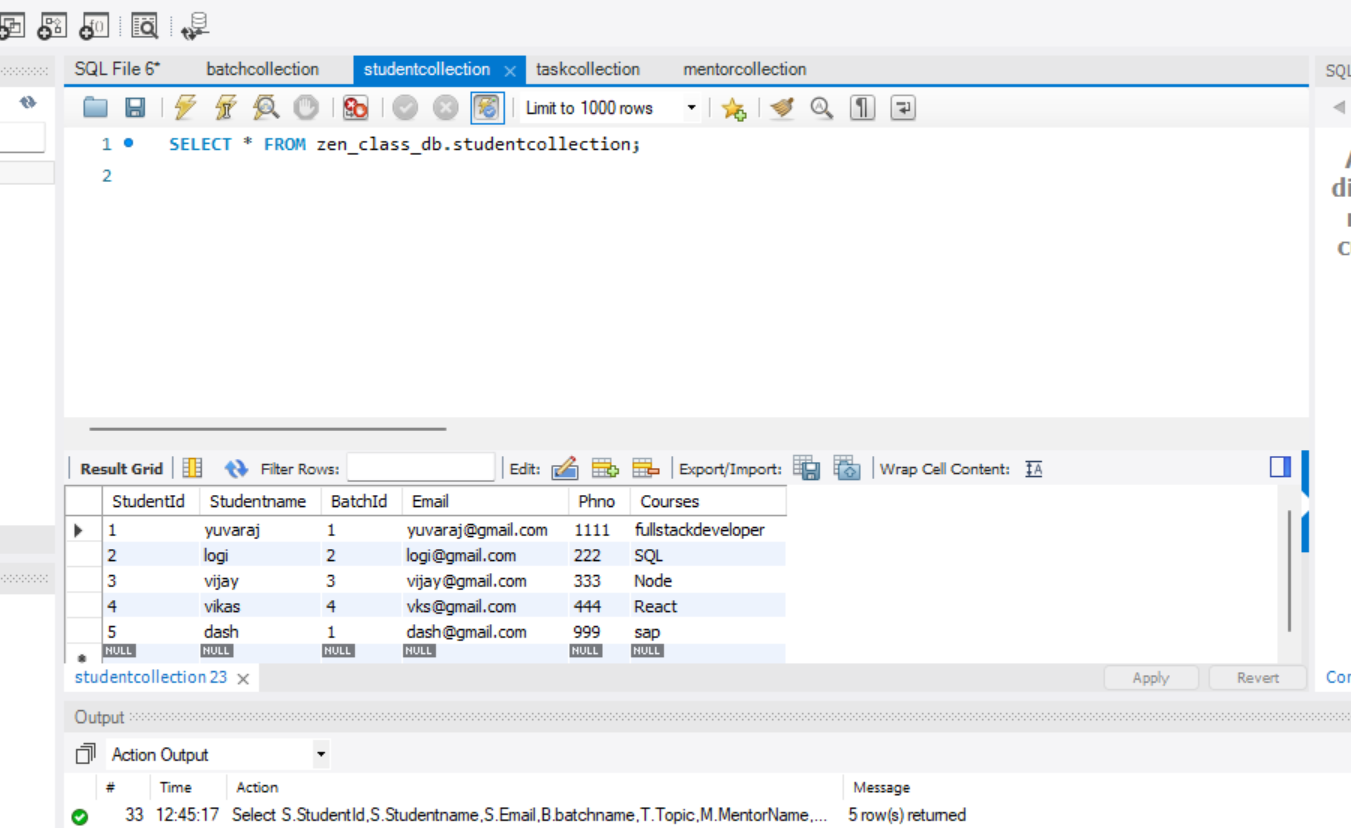 SQL File 6* batchcollection studentcollection taskcollection mentorcollection
Limit to 1000 rows
1 SELECT * FROM zen_class_db.studentcollection;
2
Result Grid Filter Rows: Edit: Export/Import: Wrap Cell Content:
StudentId Studentname BatchId Email Phno Courses
1 yuvaraj 1 yuvaraj@gmail.com 1111 fullstackdeveloper
2 logi 2 logi@gmail.com 222 SQL
3 vijay 3 vijay@gmail.com 333 Node
4 vikas 4 vks@gmail.com 444 React
5 dash 1 dash@gmail.com 999 sap
NULL NULL NULL NULL NULL NULL
studentcollection 23 Apply Revert
Output
Action Output
# Time Action Message
33 12:45:17 Select S.StudentId,S.Studentname,S.Email,B.batchname,T.Topic,M.MentorName,... 5 row(s) returned